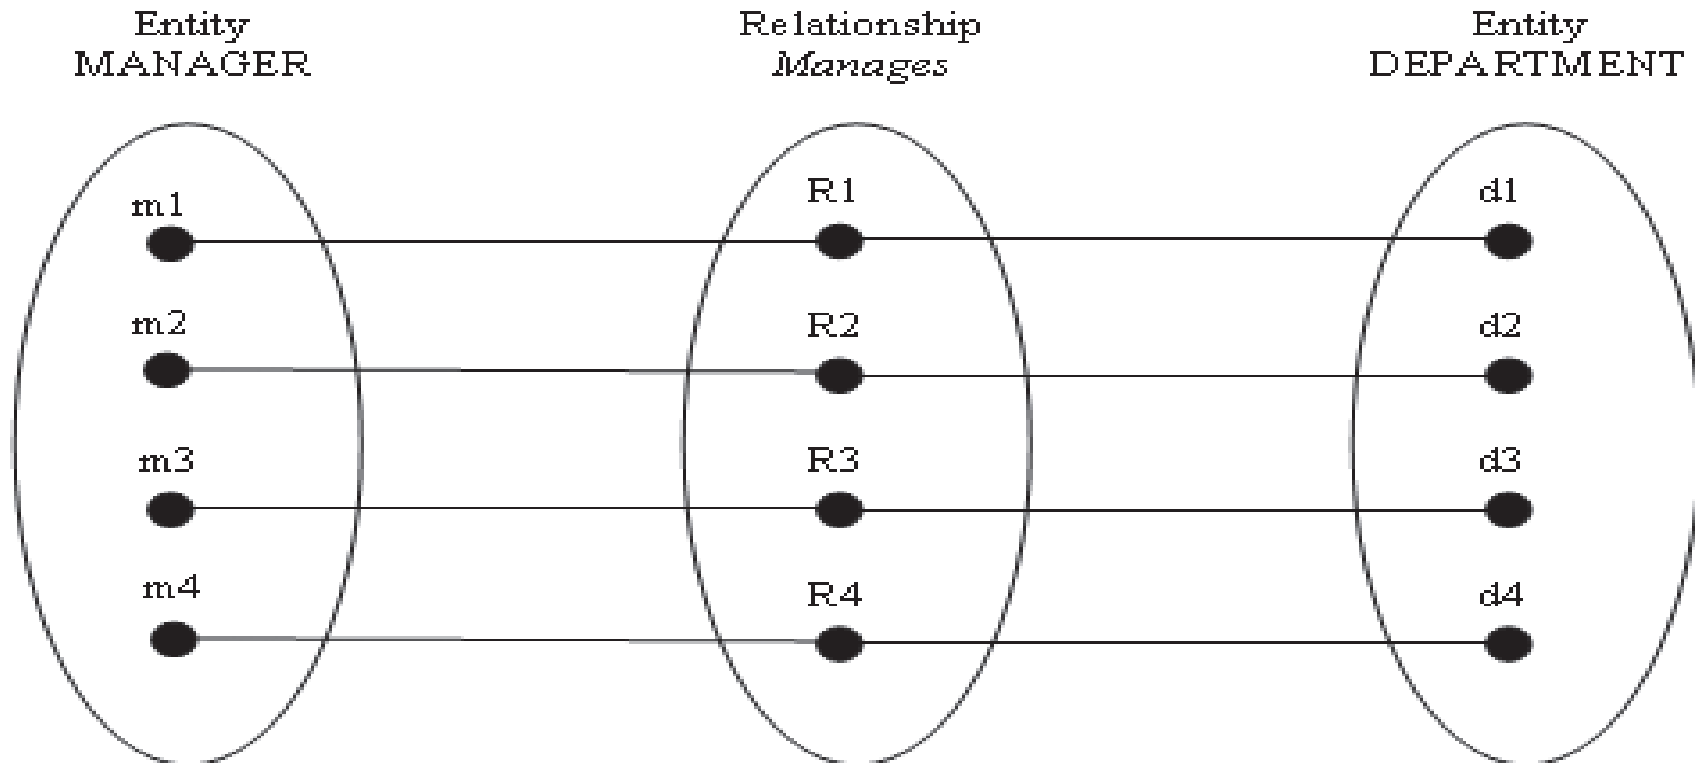 Entity
MANAGER
Relationship
Manages
Entity
DEPARTMENT
m1
R1
d1
m2
R2
d2
m3
R3
d3
m4
R4
d4